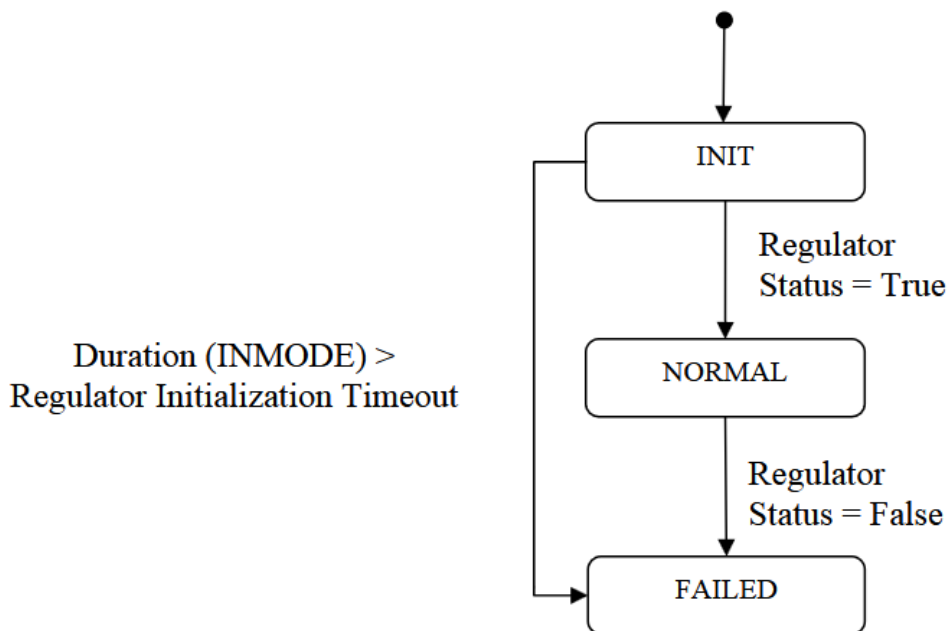 INIT
Regulator
Status = True
Duration (INMODE) >
Regulator Initialization Timeout
NORMAL
Regulator
Status = False
FAILED